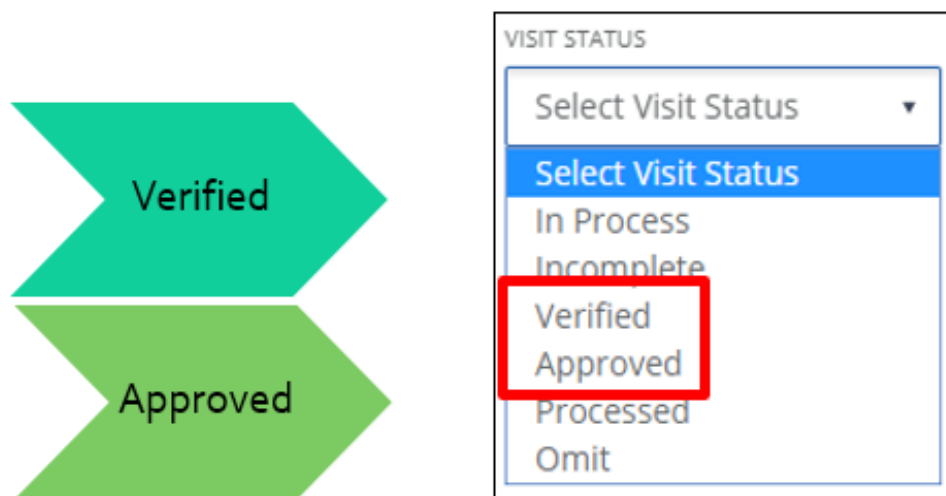 Verified
Approved
VISIT STATUS
Select Visit Status
Select Visit Status
In Process
Incomplete
Verified
Approved
Processed
Omit